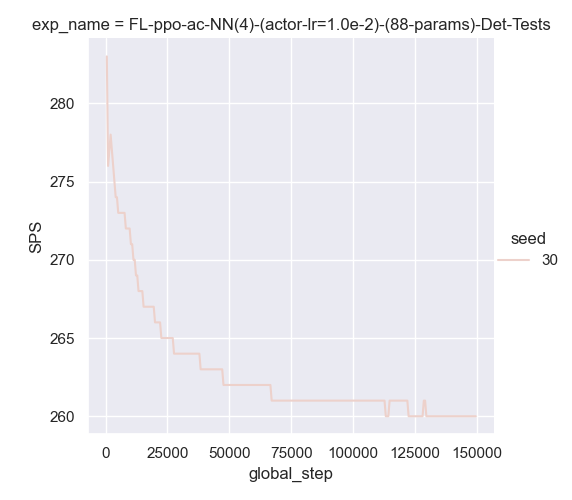 exp_name = FL-ppo-ac-NN(4)-(actor-lr=1.0e-2)-(88-params)-Det-Tests
SPS
280
275
270
265
260
0 25000 50000 75000 100000 125000 150000
global_step
seed
30